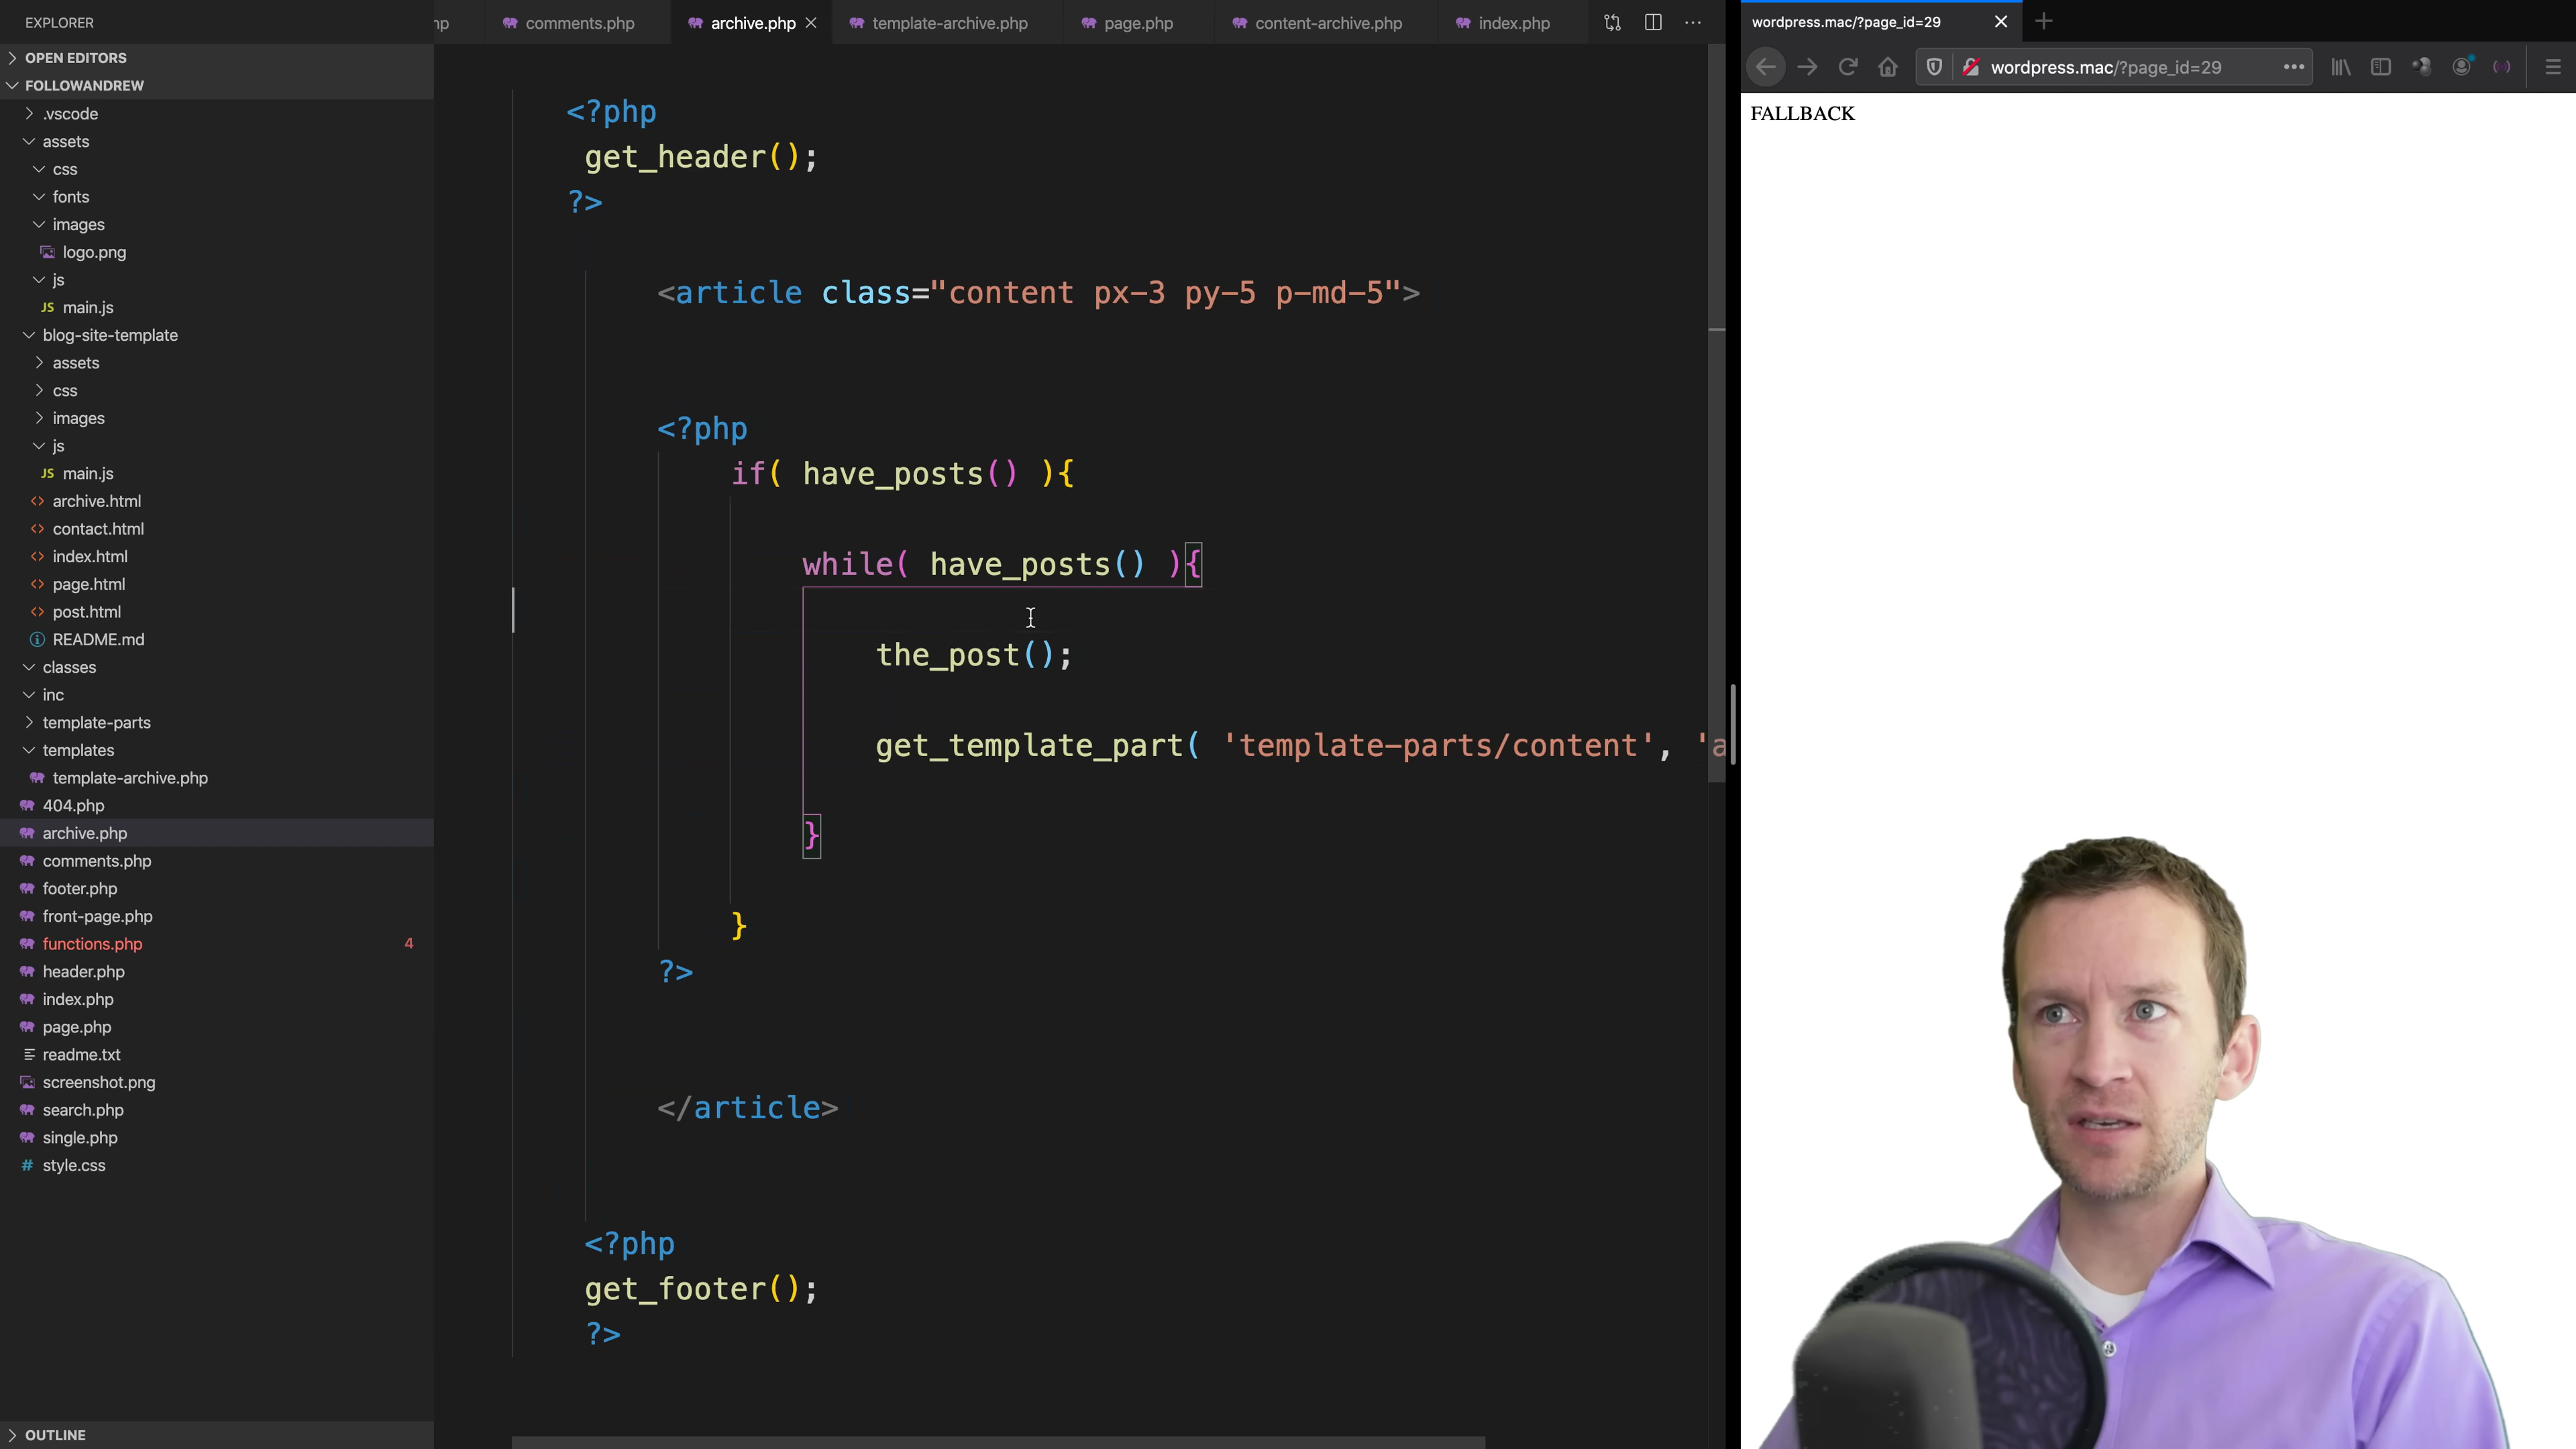 EXPLORER
OPEN EDITORS
FOLLOWANDREW
.vscode
assets
css
fonts
images
logo.png
js
JS main.js
blog-site-template
assets
css
images
js
JS main.js
<> archive.html
<> contact.html
<> index.html
<> page.html
<> post.html
README.md
classes
inc
template-parts
templates
template-archive.php
404.php
archive.php
comments.php
footer.php
front-page.php
functions.php 4
header.php
index.php
page.php
readme.txt
screenshot.png
search.php
single.php
# style.css
OUTLINE
comments.php
archive.php
template-archive.php
page.php
content-archive.php
index.php
<?php
get_header();
?>
<article class="content px-3 py-5 p-md-5">
<?php
if( have_posts() ){
while( have_posts() ){
the_post();
get_template_part( 'template-parts/content', 'a
}
}
?>
</article>
<?php
get_footer();
?>
wordpress.mac/?page_id=29
wordpress.mac/?page_id=29
FALLBACK